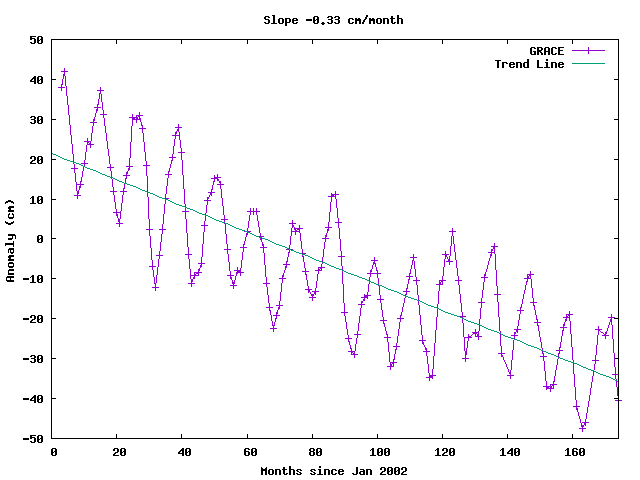 Slope -0.33 cm/month
GRACE
Trend Line
50
40
30
20
10
0
-10
-20
-30
-40
-50
Anomaly (cm)
0 20 40 60 80 100 120 140 160
Months since Jan 2002